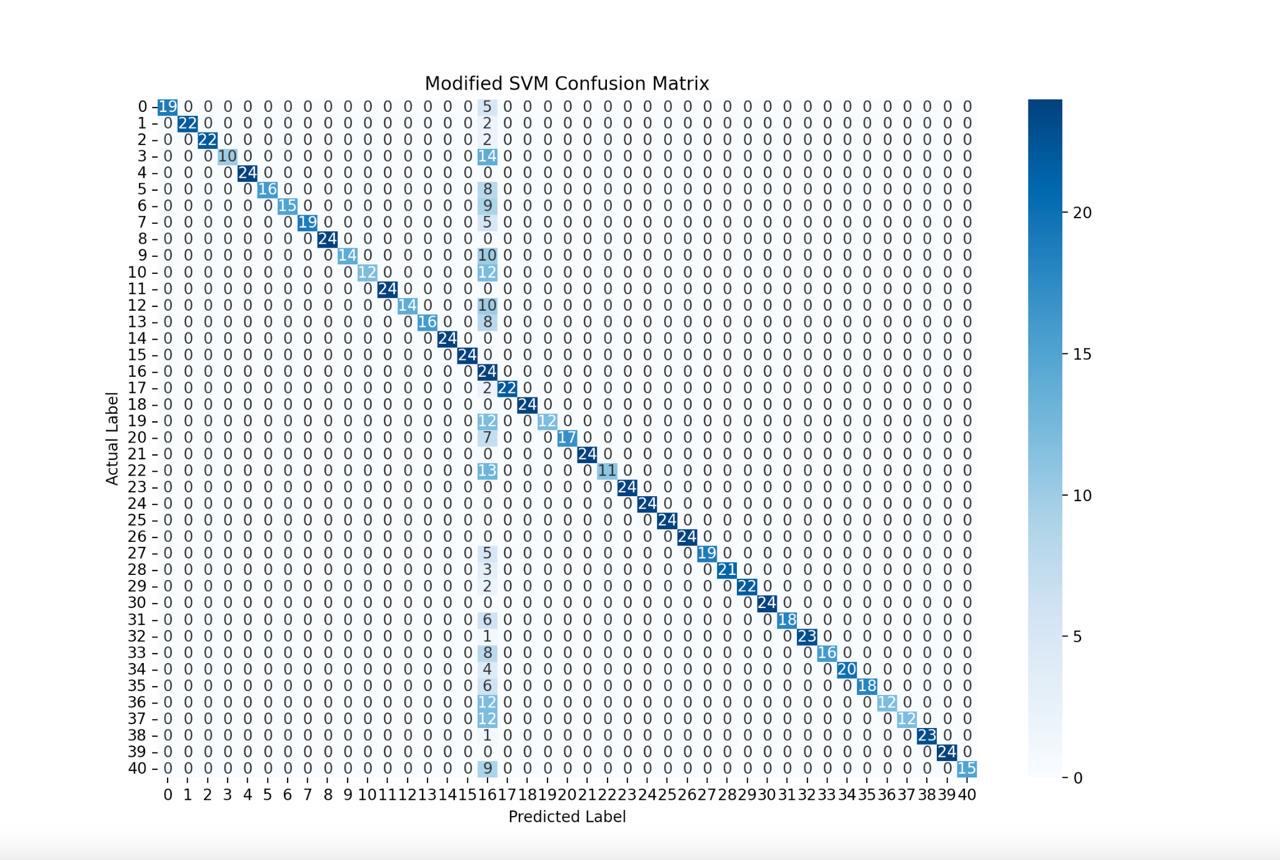 Modified SVM Confusion Matrix
0 19 0 0 0 0 0 0 0 0 0 0 0 0 0 0 0 5 0 0 0 0 0 0 0 0 0 0 0 0 0 0 0 0 0 0 0 0 0 0 0 0
1 0 22 0 0 0 0 0 0 0 0 0 0 0 0 0 0 2 0 0 0 0 0 0 0 0 0 0 0 0 0 0 0 0 0 0 0 0 0 0 0 0
2 0 0 22 0 0 0 0 0 0 0 0 0 0 0 0 0 2 0 0 0 0 0 0 0 0 0 0 0 0 0 0 0 0 0 0 0 0 0 0 0 0
3 0 0 0 10 0 0 0 0 0 0 0 0 0 0 0 0 14 0 0 0 0 0 0 0 0 0 0 0 0 0 0 0 0 0 0 0 0 0 0 0 0
4 0 0 0 0 24 0 0 0 0 0 0 0 0 0 0 0 0 0 0 0 0 0 0 0 0 0 0 0 0 0 0 0 0 0 0 0 0 0 0 0 0
5 0 0 0 0 0 16 0 0 0 0 0 0 0 0 0 0 8 0 0 0 0 0 0 0 0 0 0 0 0 0 0 0 0 0 0 0 0 0 0 0 0
6 0 0 0 0 0 0 15 0 0 0 0 0 0 0 0 0 9 0 0 0 0 0 0 0 0 0 0 0 0 0 0 0 0 0 0 0 0 0 0 0 0
7 0 0 0 0 0 0 0 19 0 0 0 0 0 0 0 0 5 0 0 0 0 0 0 0 0 0 0 0 0 0 0 0 0 0 0 0 0 0 0 0 0
8 0 0 0 0 0 0 0 0 24 0 0 0 0 0 0 0 0 0 0 0 0 0 0 0 0 0 0 0 0 0 0 0 0 0 0 0 0 0 0 0 0
9 0 0 0 0 0 0 0 0 0 14 0 0 0 0 0 0 10 0 0 0 0 0 0 0 0 0 0 0 0 0 0 0 0 0 0 0 0 0 0 0 0
10 0 0 0 0 0 0 0 0 0 0 12 0 0 0 0 0 12 0 0 0 0 0 0 0 0 0 0 0 0 0 0 0 0 0 0 0 0 0 0 0 0
11 0 0 0 0 0 0 0 0 0 0 0 24 0 0 0 0 0 0 0 0 0 0 0 0 0 0 0 0 0 0 0 0 0 0 0 0 0 0 0 0 0
12 0 0 0 0 0 0 0 0 0 0 0 0 14 0 0 0 10 0 0 0 0 0 0 0 0 0 0 0 0 0 0 0 0 0 0 0 0 0 0 0 0
13 0 0 0 0 0 0 0 0 0 0 0 0 0 16 0 0 8 0 0 0 0 0 0 0 0 0 0 0 0 0 0 0 0 0 0 0 0 0 0 0 0
14 0 0 0 0 0 0 0 0 0 0 0 0 0 0 24 0 0 0 0 0 0 0 0 0 0 0 0 0 0 0 0 0 0 0 0 0 0 0 0 0 0
15 0 0 0 0 0 0 0 0 0 0 0 0 0 0 0 24 0 0 0 0 0 0 0 0 0 0 0 0 0 0 0 0 0 0 0 0 0 0 0 0 0
16 0 0 0 0 0 0 0 0 0 0 0 0 0 0 0 0 24 0 0 0 0 0 0 0 0 0 0 0 0 0 0 0 0 0 0 0 0 0 0 0 0
17 0 0 0 0 0 0 0 0 0 0 0 0 0 0 0 0 2 22 0 0 0 0 0 0 0 0 0 0 0 0 0 0 0 0 0 0 0 0 0 0 0
18 0 0 0 0 0 0 0 0 0 0 0 0 0 0 0 0 0 0 24 0 0 0 0 0 0 0 0 0 0 0 0 0 0 0 0 0 0 0 0 0 0
19 0 0 0 0 0 0 0 0 0 0 0 0 0 0 0 0 12 0 0 12 0 0 0 0 0 0 0 0 0 0 0 0 0 0 0 0 0 0 0 0 0
20 0 0 0 0 0 0 0 0 0 0 0 0 0 0 0 0 7 0 0 0 17 0 0 0 0 0 0 0 0 0 0 0 0 0 0 0 0 0 0 0 0
21 0 0 0 0 0 0 0 0 0 0 0 0 0 0 0 0 0 0 0 0 0 24 0 0 0 0 0 0 0 0 0 0 0 0 0 0 0 0 0 0 0
22 0 0 0 0 0 0 0 0 0 0 0 0 0 0 0 0 13 0 0 0 0 0 11 0 0 0 0 0 0 0 0 0 0 0 0 0 0 0 0 0 0
23 0 0 0 0 0 0 0 0 0 0 0 0 0 0 0 0 0 0 0 0 0 0 0 24 0 0 0 0 0 0 0 0 0 0 0 0 0 0 0 0 0
24 0 0 0 0 0 0 0 0 0 0 0 0 0 0 0 0 0 0 0 0 0 0 0 0 24 0 0 0 0 0 0 0 0 0 0 0 0 0 0 0 0
25 0 0 0 0 0 0 0 0 0 0 0 0 0 0 0 0 0 0 0 0 0 0 0 0 0 24 0 0 0 0 0 0 0 0 0 0 0 0 0 0 0
26 0 0 0 0 0 0 0 0 0 0 0 0 0 0 0 0 0 0 0 0 0 0 0 0 0 0 24 0 0 0 0 0 0 0 0 0 0 0 0 0 0
27 0 0 0 0 0 0 0 0 0 0 0 0 0 0 0 0 5 0 0 0 0 0 0 0 0 0 0 19 0 0 0 0 0 0 0 0 0 0 0 0 0
28 0 0 0 0 0 0 0 0 0 0 0 0 0 0 0 0 3 0 0 0 0 0 0 0 0 0 0 0 21 0 0 0 0 0 0 0 0 0 0 0 0
29 0 0 0 0 0 0 0 0 0 0 0 0 0 0 0 0 2 0 0 0 0 0 0 0 0 0 0 0 0 22 0 0 0 0 0 0 0 0 0 0 0
30 0 0 0 0 0 0 0 0 0 0 0 0 0 0 0 0 0 0 0 0 0 0 0 0 0 0 0 0 0 0 24 0 0 0 0 0 0 0 0 0 0
31 0 0 0 0 0 0 0 0 0 0 0 0 0 0 0 0 6 0 0 0 0 0 0 0 0 0 0 0 0 0 0 18 0 0 0 0 0 0 0 0 0
32 0 0 0 0 0 0 0 0 0 0 0 0 0 0 0 0 1 0 0 0 0 0 0 0 0 0 0 0 0 0 0 0 23 0 0 0 0 0 0 0 0
33 0 0 0 0 0 0 0 0 0 0 0 0 0 0 0 0 8 0 0 0 0 0 0 0 0 0 0 0 0 0 0 0 0 16 0 0 0 0 0 0 0
34 0 0 0 0 0 0 0 0 0 0 0 0 0 0 0 0 4 0 0 0 0 0 0 0 0 0 0 0 0 0 0 0 0 0 20 0 0 0 0 0 0
35 0 0 0 0 0 0 0 0 0 0 0 0 0 0 0 0 6 0 0 0 0 0 0 0 0 0 0 0 0 0 0 0 0 0 0 18 0 0 0 0 0
36 0 0 0 0 0 0 0 0 0 0 0 0 0 0 0 0 12 0 0 0 0 0 0 0 0 0 0 0 0 0 0 0 0 0 0 0 12 0 0 0 0
37 0 0 0 0 0 0 0 0 0 0 0 0 0 0 0 0 12 0 0 0 0 0 0 0 0 0 0 0 0 0 0 0 0 0 0 0 0 12 0 0 0
38 0 0 0 0 0 0 0 0 0 0 0 0 0 0 0 0 1 0 0 0 0 0 0 0 0 0 0 0 0 0 0 0 0 0 0 0 0 0 23 0 0
39 0 0 0 0 0 0 0 0 0 0 0 0 0 0 0 0 0 0 0 0 0 0 0 0 0 0 0 0 0 0 0 0 0 0 0 0 0 0 0 24 0
40 0 0 0 0 0 0 0 0 0 0 0 0 0 0 0 0 9 0 0 0 0 0 0 0 0 0 0 0 0 0 0 0 0 0 0 0 0 0 0 0 15
0 1 2 3 4 5 6 7 8 9 10 11 12 13 14 15 16 17 18 19 20 21 22 23 24 25 26 27 28 29 30 31 32 33 34 35 36 37 38 39 40
Predicted Label
Actual Label
20
15
10
5
0